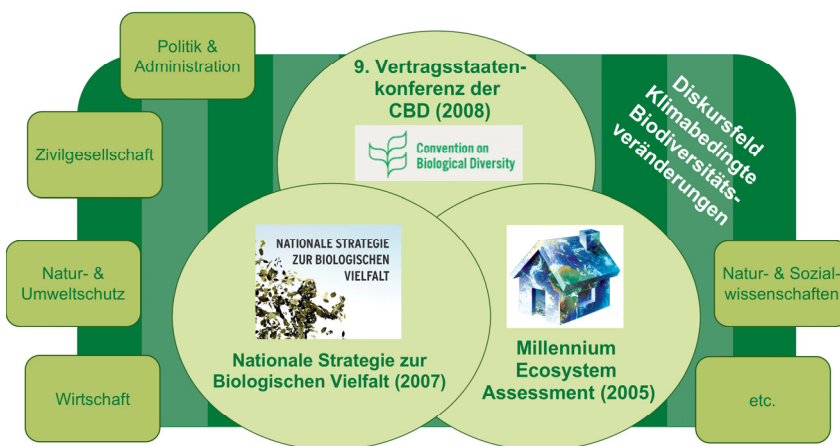 Politik &
Administration
Zivilgesellschaft
Natur- &
Umweltschutz
Wirtschaft
9. Vertragsstaaten-
konferenz der
CBD (2008)
Convention on
Biological Diversity
NATIONALE STRATEGIE
ZUR BIOLOGISCHEN
VIELFALT
Nationale Strategie zur
Biologischen Vielfalt (2007)
Millennium
Ecosystem
Assessment (2005)
Diskursfeld
Klimabedingte
Biodiversitäts-
veränderungen
Natur- & Sozial-
wissenschaften
etc.